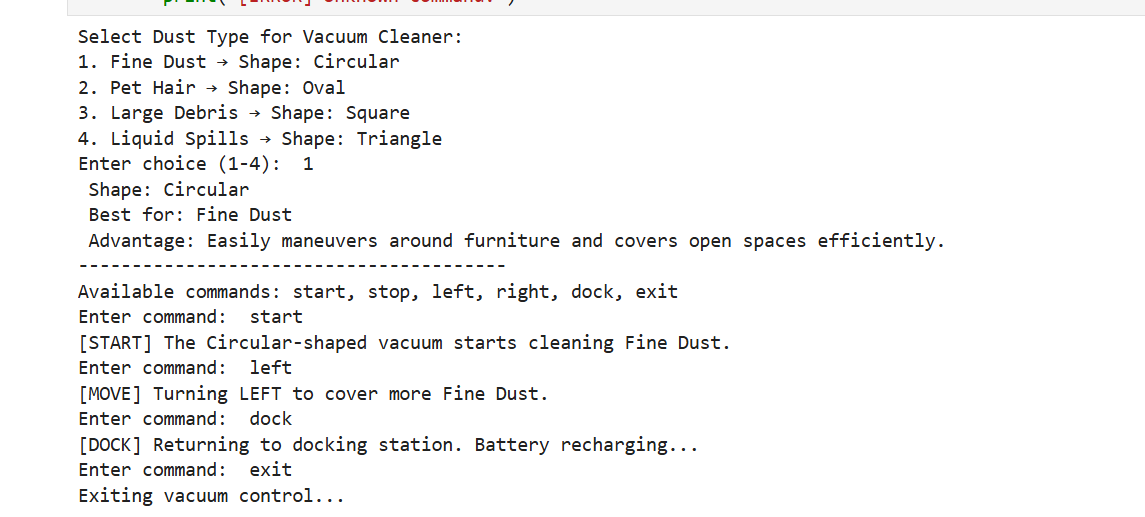 print("[ERROR] Unknown command.")
Select Dust Type for Vacuum Cleaner:
1. Fine Dust → Shape: Circular
2. Pet Hair → Shape: Oval
3. Large Debris → Shape: Square
4. Liquid Spills → Shape: Triangle
Enter choice (1-4):  1
 Shape: Circular
 Best for: Fine Dust
 Advantage: Easily maneuvers around furniture and covers open spaces efficiently.
----------------------------------------
Available commands: start, stop, left, right, dock, exit
Enter command:  start
[START] The Circular-shaped vacuum starts cleaning Fine Dust.
Enter command:  left
[MOVE] Turning LEFT to cover more Fine Dust.
Enter command:  dock
[DOCK] Returning to docking station. Battery recharging...
Enter command:  exit
Exiting vacuum control...